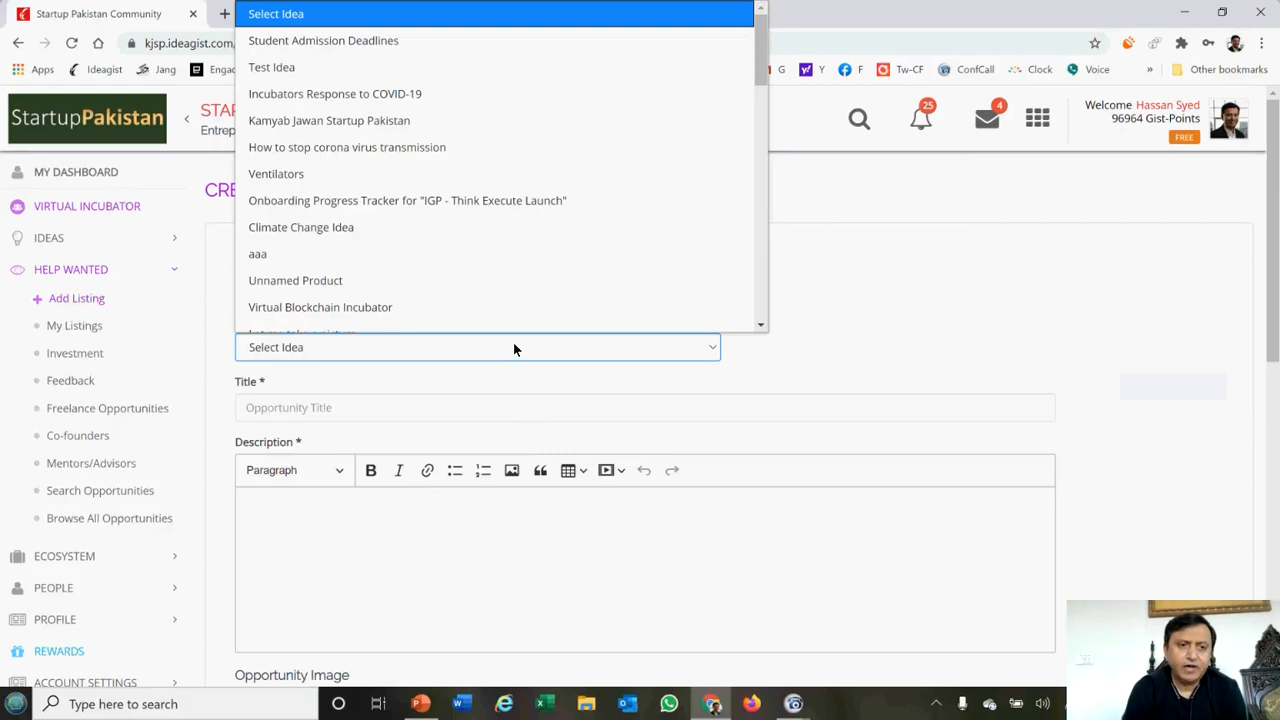 Startup Pakistan Community
kjsp.ideagist.com
Apps
Ideagist
Jang
Engag
G
Y
F
Tw-CF
ConfCall
Clock
Voice
»
Other bookmarks
StartupPakistan
STAR
Entrep
25
4
Welcome Hassan Syed
96964 Gist-Points
FREE
MY DASHBOARD
VIRTUAL INCUBATOR
IDEAS
HELP WANTED
Add Listing
My Listings
Investment
Feedback
Freelance Opportunities
Co-founders
Mentors/Advisors
Search Opportunities
Browse All Opportunities
ECOSYSTEM
PEOPLE
PROFILE
REWARDS
ACCOUNT SETTINGS
CRE
Select Idea
Student Admission Deadlines
Test Idea
Incubators Response to COVID-19
Kamyab Jawan Startup Pakistan
How to stop corona virus transmission
Ventilators
Onboarding Progress Tracker for "IGP - Think Execute Launch"
Climate Change Idea
aaa
Unnamed Product
Virtual Blockchain Incubator
Select Idea
Title *
Opportunity Title
Description *
Paragraph
B I
Opportunity Image
Type here to search